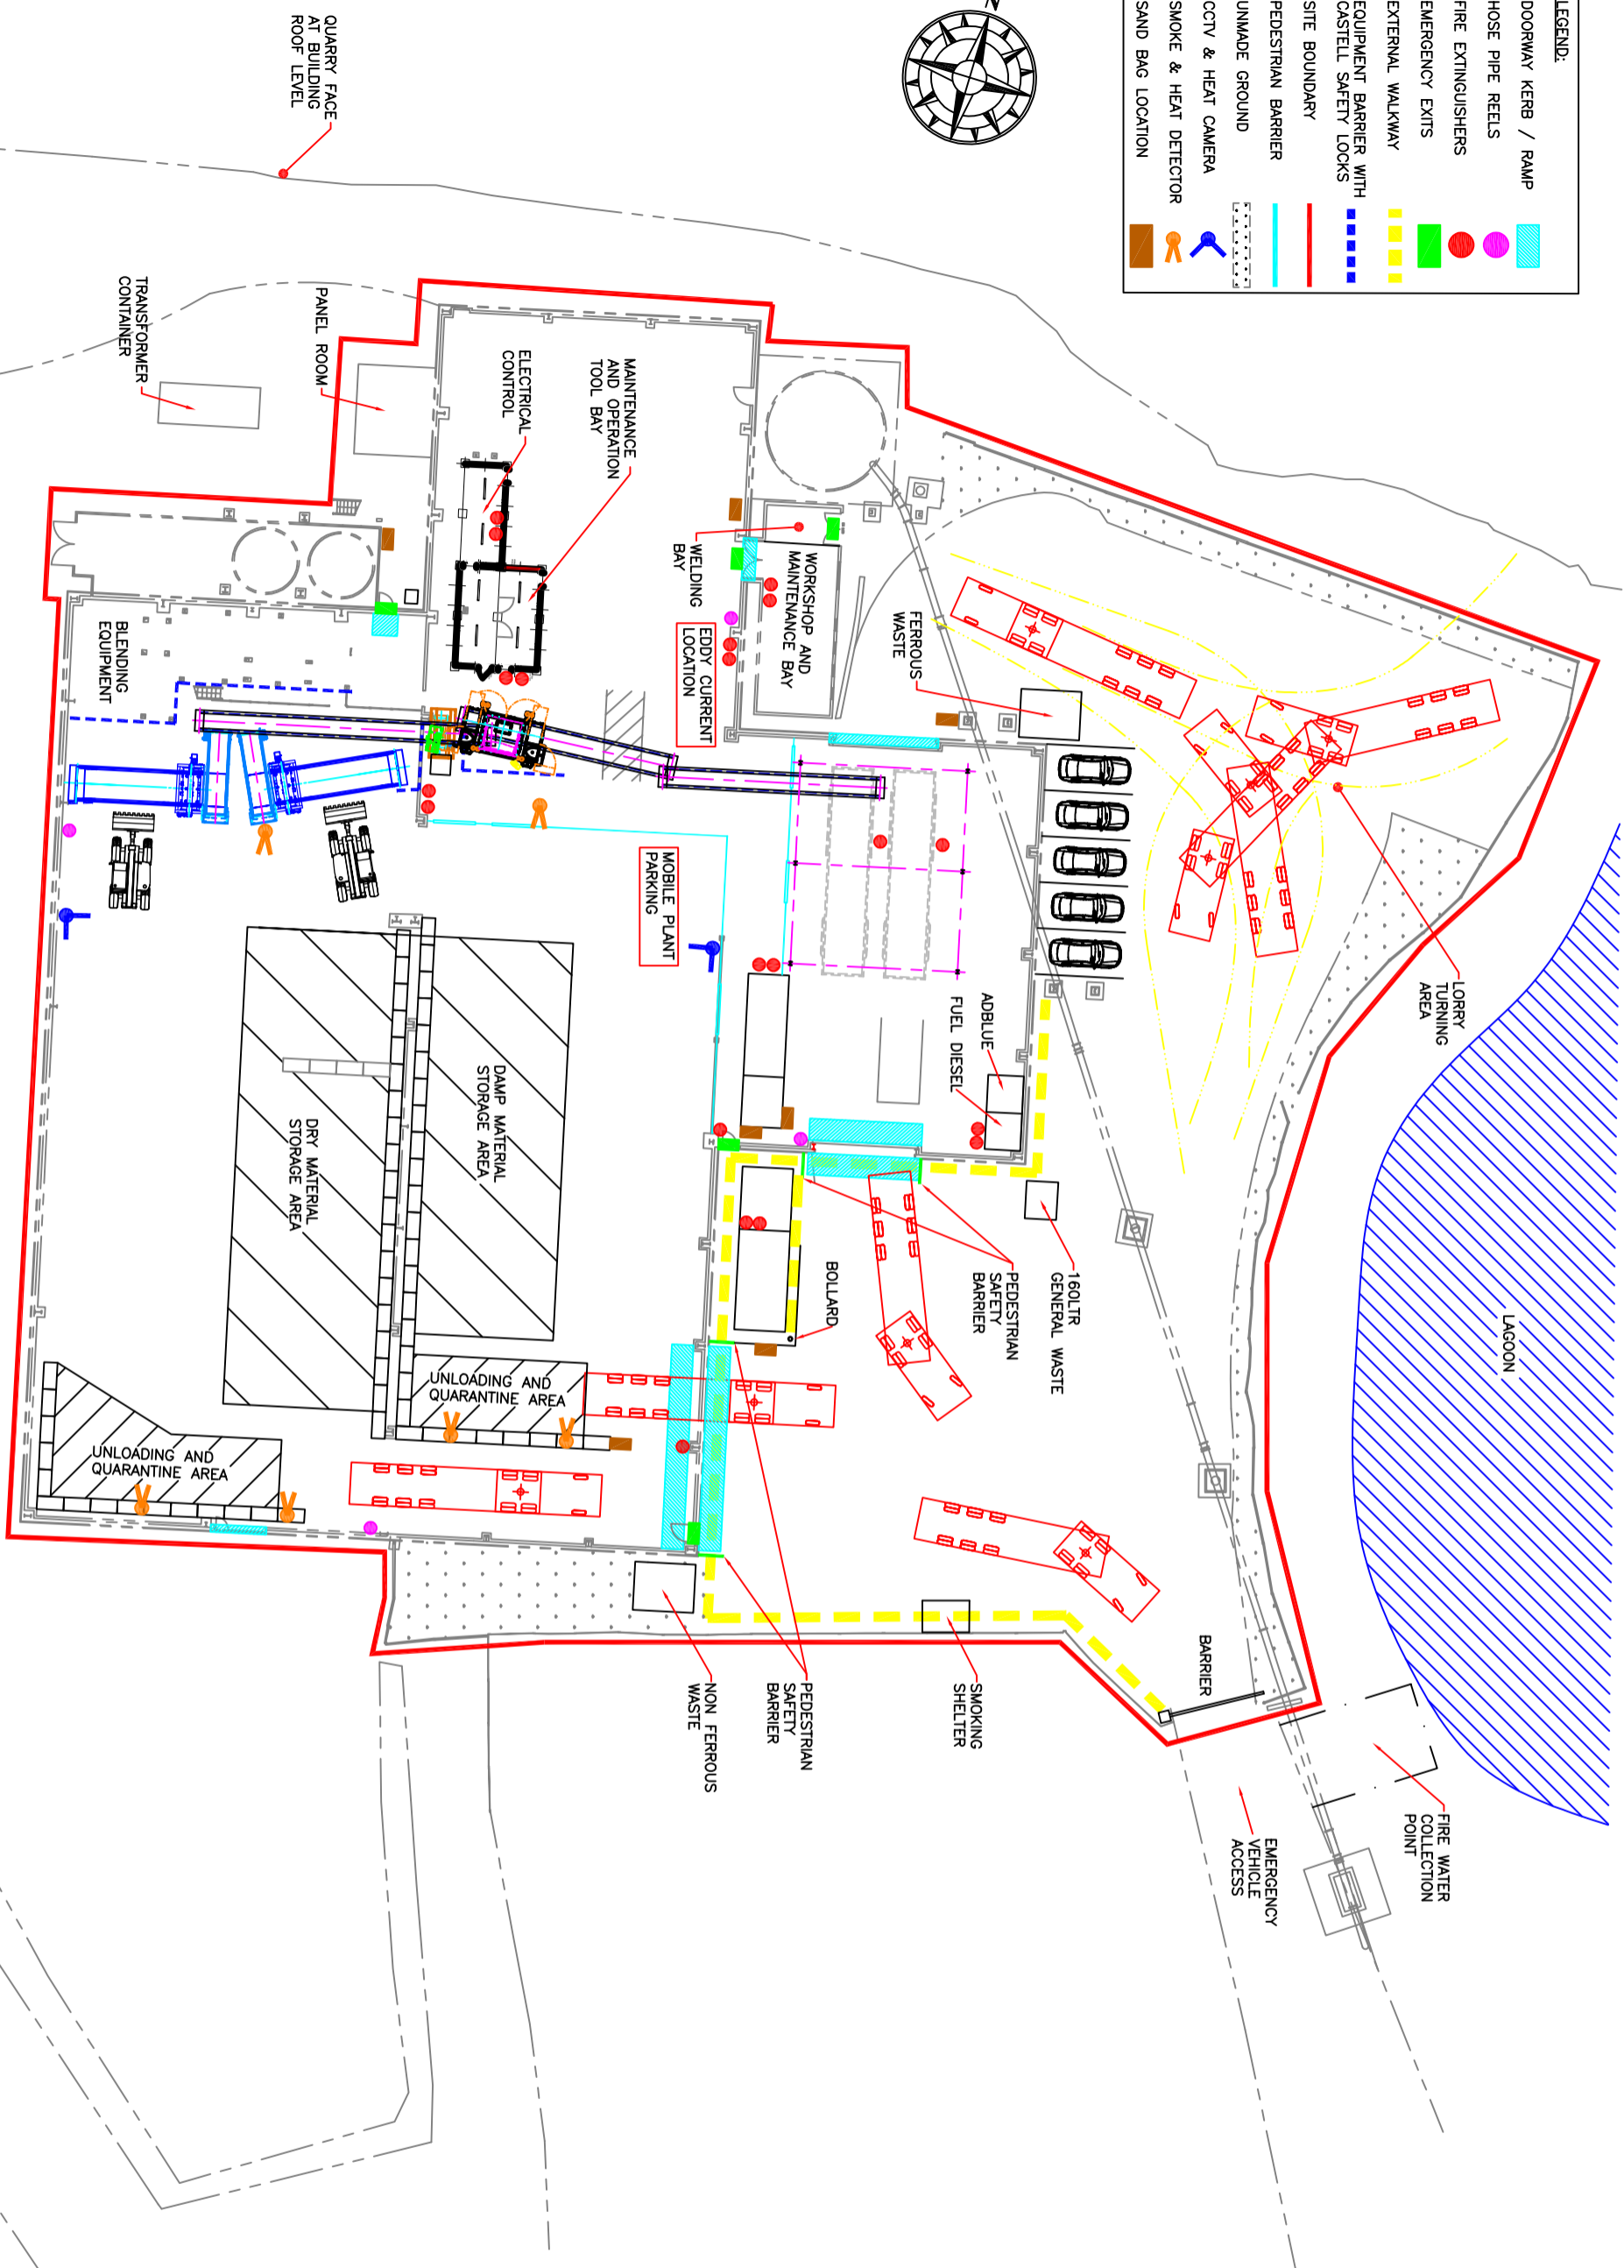 LEGEND:
DOORWAY KERB / RAMP
HOSE PIPE REELS
FIRE EXTINGUISHERS
EMERGENCY EXITS
EXTERNAL WALKWAY
EQUIPMENT BARRIER WITH
CASTELL SAFETY LOCKS
SITE BOUNDARY
PEDESTRIAN BARRIER
UNMADE GROUND
CCTV & HEAT CAMERA
SMOKE & HEAT DETECTOR
SAND BAG LOCATION
N
LAGOON
FIRE WATER
COLLECTION
POINT
LORRY
TURNING
AREA
EMERGENCY
VEHICLE
ACCESS
BARRIER
160LTR
GENERAL WASTE
PEDESTRIAN
SAFETY
BARRIER
ADBLUE
FUEL DIESEL
SMOKING
SHELTER
FERROUS
WASTE
BOLLARD
WORKSHOP AND
MAINTENANCE BAY
PEDESTRIAN
SAFETY
BARRIER
WELDING
BAY
EDDY CURRENT
LOCATION
MOBILE PLANT
PARKING
NON FERROUS
WASTE
MAINTENANCE
AND OPERATION
TOOL BAY
ELECTRICAL
CONTROL
DAMP MATERIAL
STORAGE AREA
UNLOADING AND
QUARANTINE AREA
QUARRY FACE
AT BUILDING
ROOF LEVEL
PANEL ROOM
DRY MATERIAL
STORAGE AREA
TRANSFORMER
CONTAINER
BLENDING
EQUIPMENT
UNLOADING AND
QUARANTINE AREA